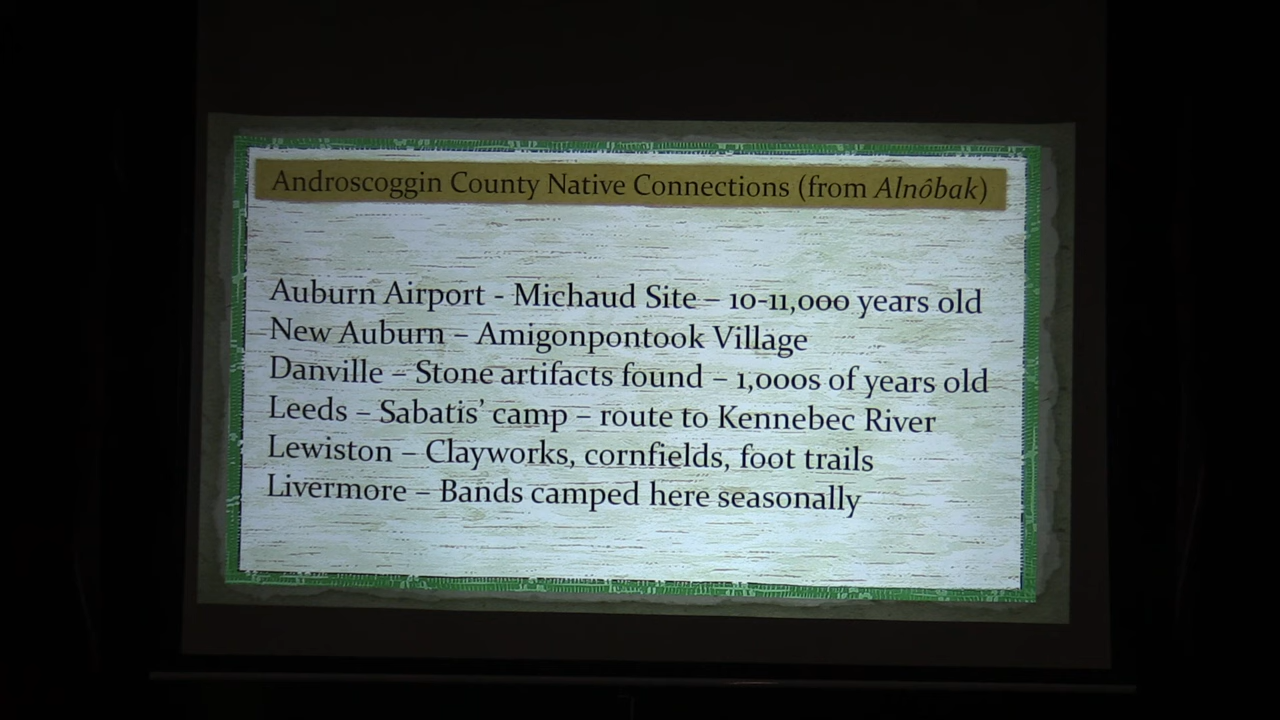 Androscoggin County Native Connections (from Alnôbak)
Auburn Airport - Michaud Site – 10-11,000 years old
New Auburn – Amigonpontook Village
Danville – Stone artifacts found – 1,000s of years old
Leeds – Sabatis’ camp – route to Kennebec River
Lewiston – Clayworks, cornfields, foot trails
Livermore – Bands camped here seasonally